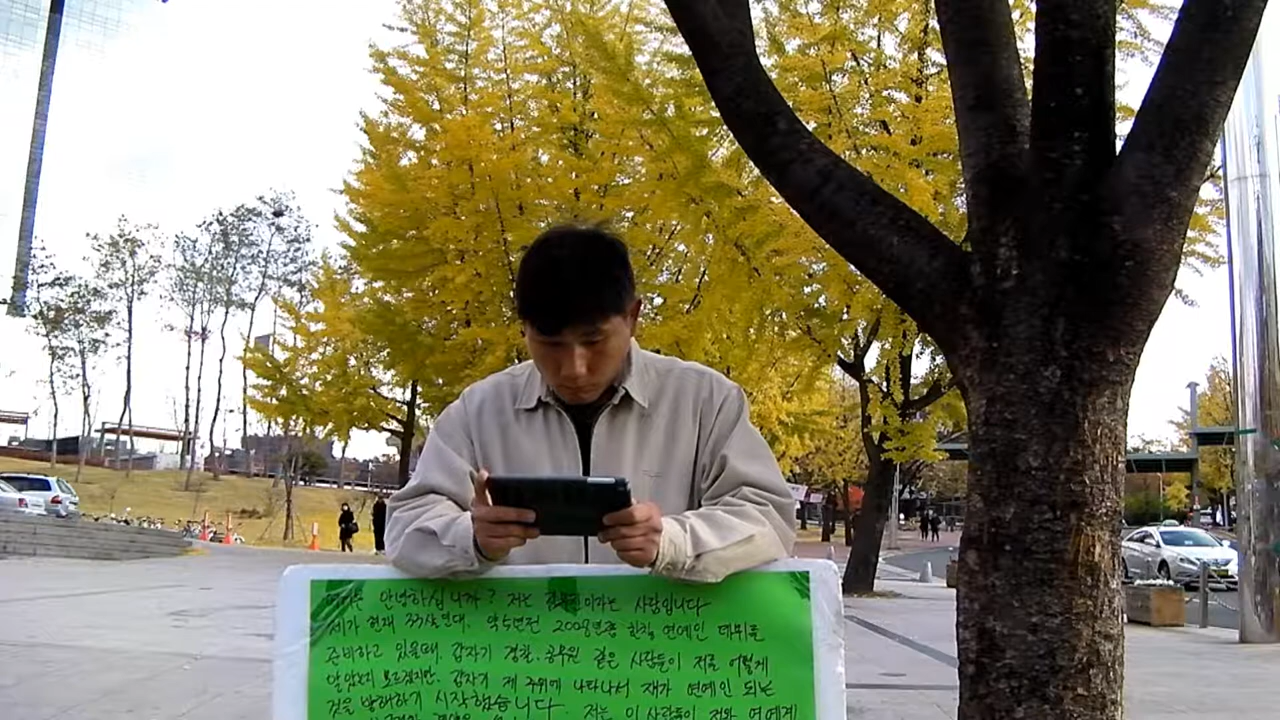 안녕하십니까? 저는 이라는 사람입니다
제가 현재 33살인데. 약 5년전 2008년경 한참 연예인 데뷔를
준비하고 있을때, 갑자기 경찰. 공무원 같은 사람들이 저를 어떻게
알았는지 모르겠지만. 갑자기 제 주위에 나타나서 제가 연예인 되는
것을 방해하기 시작했습니다. 저는 이 사람들이 저와 연예계